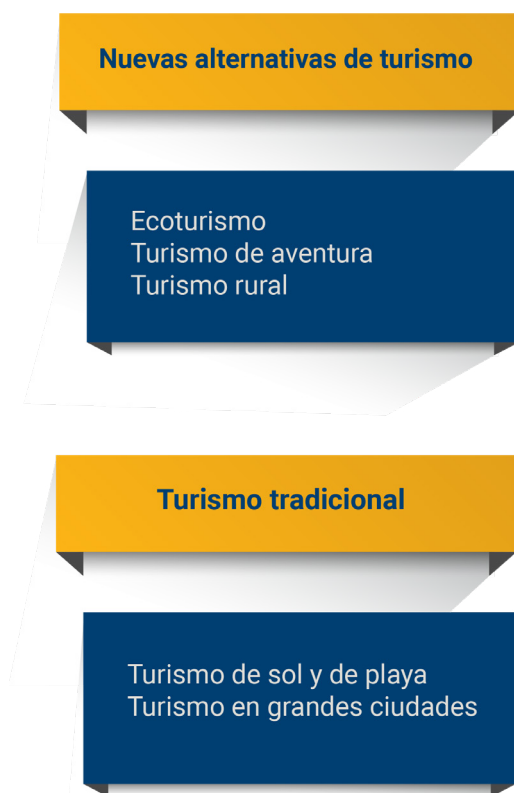 Nuevas alternativas de turismo
Ecoturismo
Turismo de aventura
Turismo rural
Turismo tradicional
Turismo de sol y de playa
Turismo en grandes ciudades